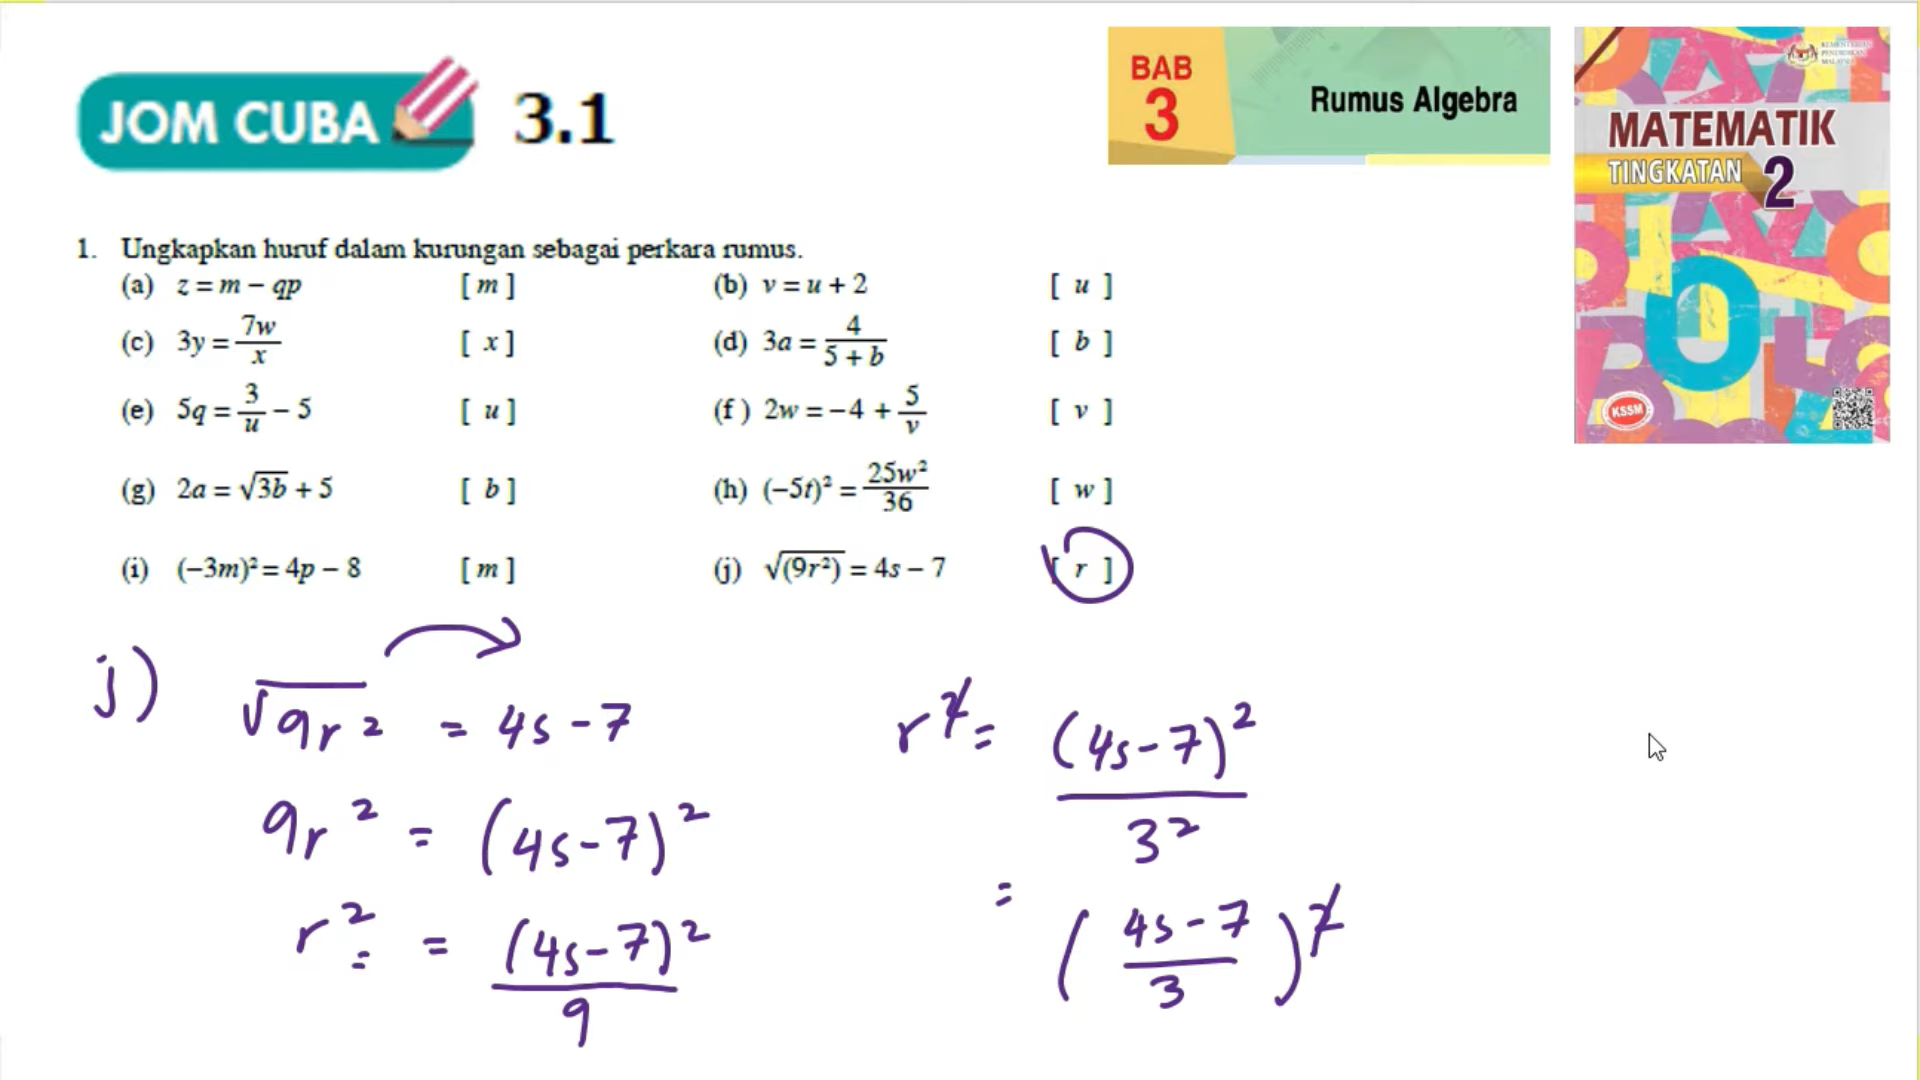 JOM CUBA 3.1
BAB 3 Rumus Algebra
KEMENTERIAN PENDIDIKAN MALAYSIA
MATEMATIK
TINGKATAN 2
KSSM
1. Ungkapkan huruf dalam kurungan sebagai perkara rumus.
(a) z = m − qp [ m ] (b) v = u + 2 [ u ]
(c) 3y = 7w/x [ x ] (d) 3a = 4/(5 + b) [ b ]
(e) 5q = 3/u − 5 [ u ] (f) 2w = −4 + 5/v [ v ]
(g) 2a = √3b + 5 [ b ] (h) (−5t)² = 25w²/36 [ w ]
(i) (−3m)² = 4p − 8 [ m ] (j) √(9r²) = 4s − 7 [ r ]
j) √9r² = 4s - 7
9r² = (4s-7)²
r² = (4s-7)²/9
r² = (4s-7)²/3²
= (4s-7/3)²